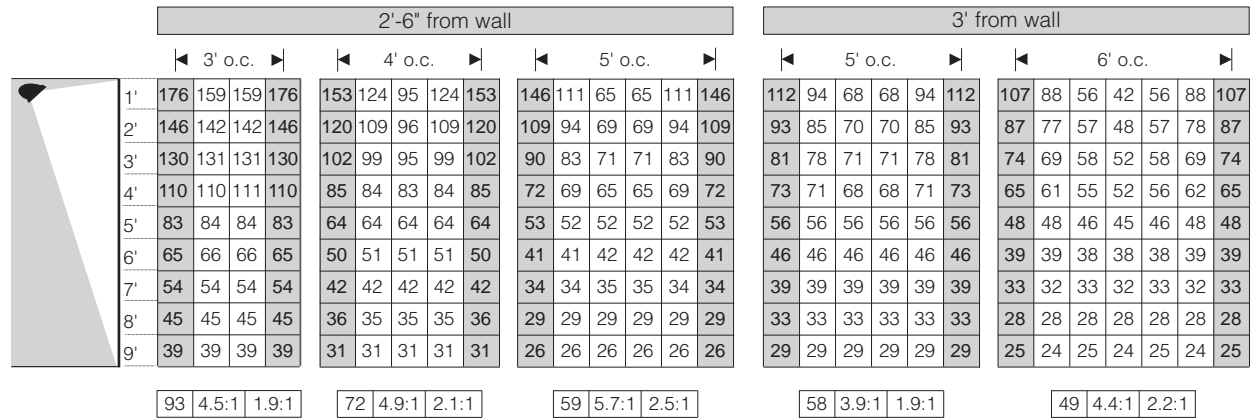 2'-6" from wall 3' from wall
3' o.c. 4' o.c. 5' o.c. 5' o.c. 6' o.c.
1' 176 159 159 176 153 124 95 124 153 146 111 65 65 111 146 112 94 68 68 94 112 107 88 56 42 56 88 107
2' 146 142 142 146 120 109 96 109 120 109 94 69 69 94 109 93 85 70 70 85 93 87 77 57 48 57 78 87
3' 130 131 131 130 102 99 95 99 102 90 83 71 71 83 90 81 78 71 71 78 81 74 69 58 52 58 69 74
4' 110 110 111 110 85 84 83 84 85 72 69 65 65 69 72 73 71 68 68 71 73 65 61 55 52 56 62 65
5' 83 84 84 83 64 64 64 64 64 53 52 52 52 52 53 56 56 56 56 56 56 48 48 46 45 46 48 48
6' 65 66 66 65 50 51 51 51 50 41 41 42 42 42 41 46 46 46 46 46 46 39 39 38 38 38 39 39
7' 54 54 54 54 42 42 42 42 42 34 34 35 35 34 34 39 39 39 39 39 39 33 32 33 32 33 32 33
8' 45 45 45 45 36 35 35 35 36 29 29 29 29 29 29 33 33 33 33 33 33 28 28 28 28 28 28 28
9' 39 39 39 39 31 31 31 31 31 26 26 26 26 26 26 29 29 29 29 29 29 25 24 25 24 25 24 25
93 4.5:1 1.9:1 72 4.9:1 2.1:1 59 5.7:1 2.5:1 58 3.9:1 1.9:1 49 4.4:1 2.2:1